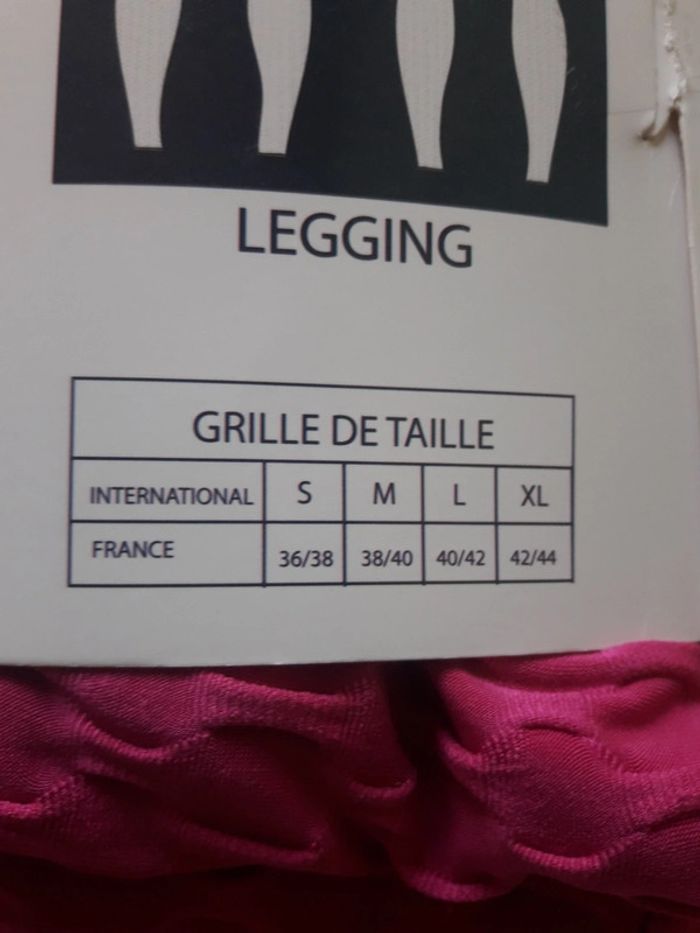 LEGGING
GRILLE DE TAILLE
INTERNATIONAL S M L XL
FRANCE 36/38 38/40 40/42 42/44